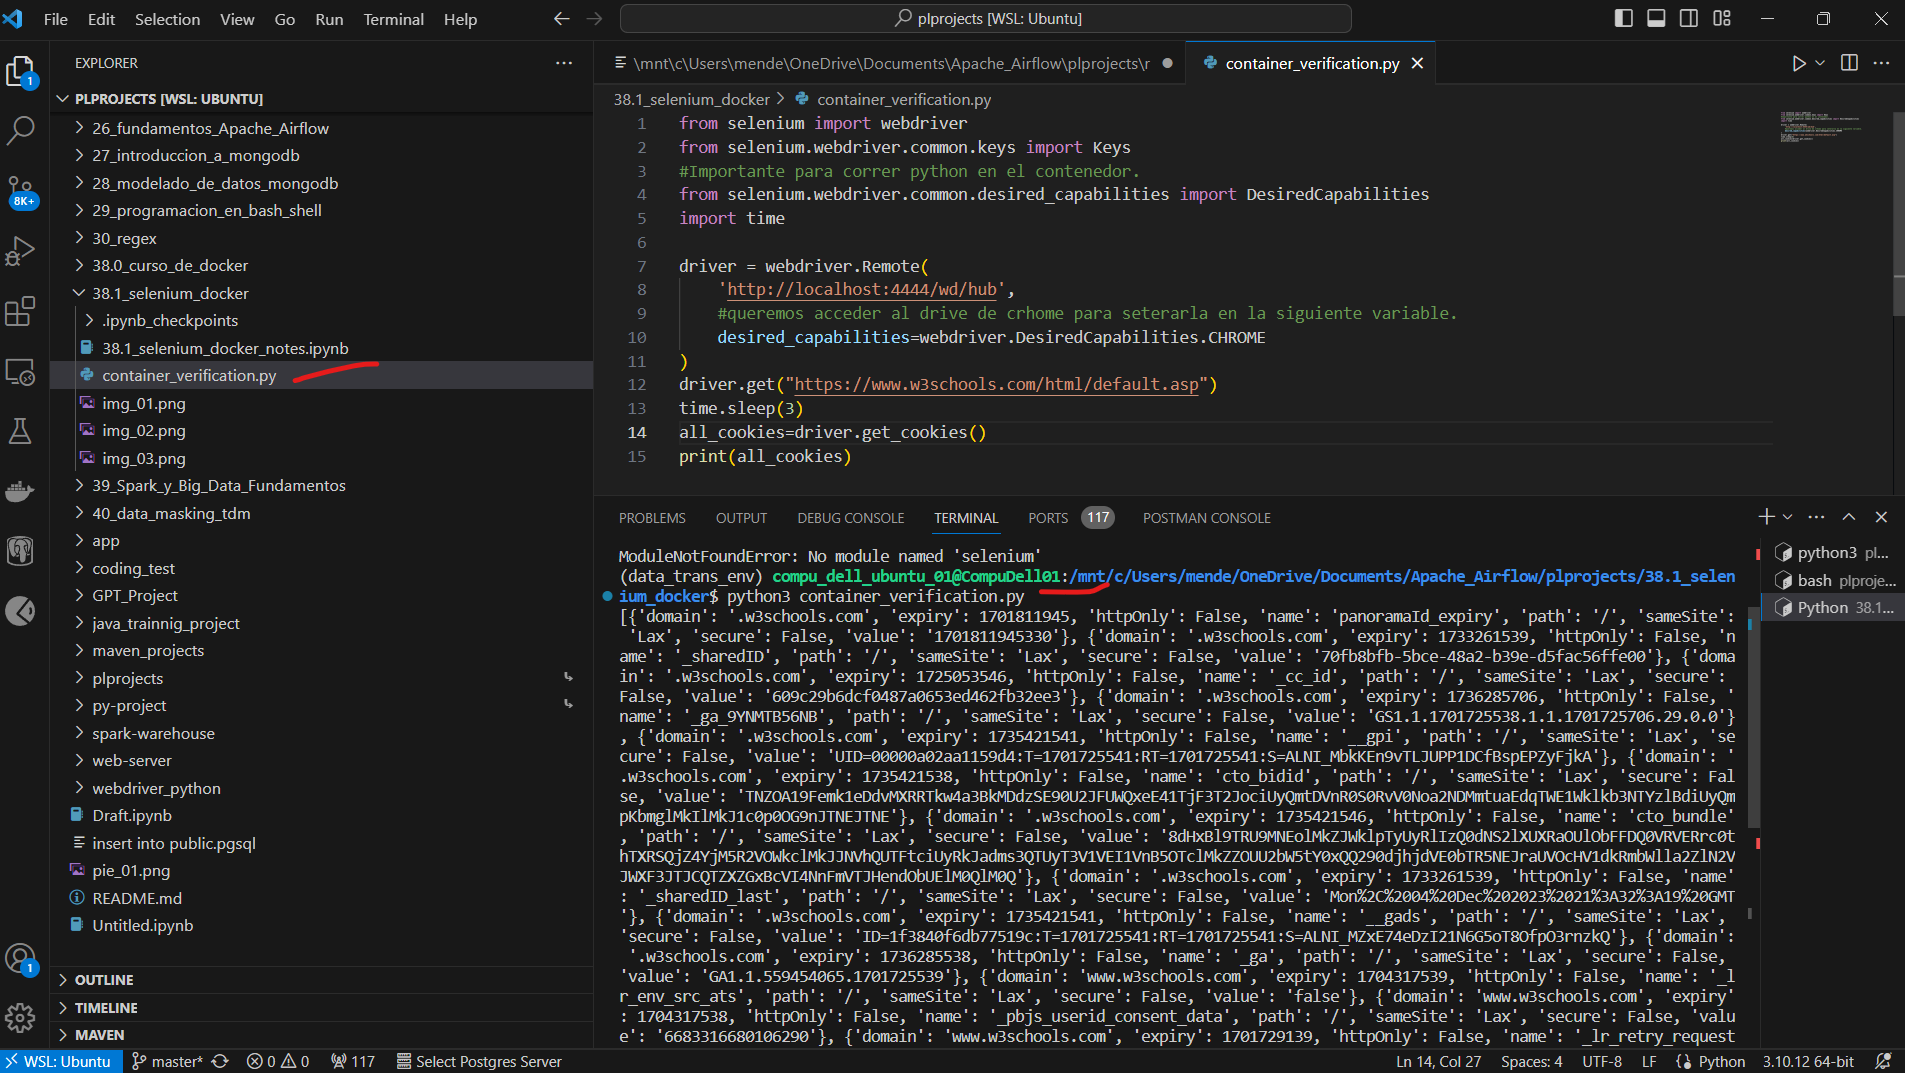 File Edit Selection View Go Run Terminal Help
plprojects [WSL: Ubuntu]
EXPLORER
PLPROJECTS [WSL: UBUNTU]
26_fundamentos_Apache_Airflow
27_introduccion_a_mongodb
28_modelado_de_datos_mongodb
29_programacion_en_bash_shell
30_regex
38.0_curso_de_docker
38.1_selenium_docker
.ipynb_checkpoints
38.1_selenium_docker_notes.ipynb
container_verification.py
img_01.png
img_02.png
img_03.png
39_Spark_y_Big_Data_Fundamentos
40_data_masking_tdm
app
coding_test
GPT_Project
java_trainnig_project
maven_projects
plprojects
py-project
spark-warehouse
web-server
webdriver_python
Draft.ipynb
insert into public.pgsql
pie_01.png
README.md
Untitled.ipynb
OUTLINE
TIMELINE
MAVEN
1
8K+
1
\mnt\c\Users\mende\OneDrive\Documents\Apache_Airflow\plprojects\r
container_verification.py
38.1_selenium_docker > container_verification.py
1 from selenium import webdriver
2 from selenium.webdriver.common.keys import Keys
3 #Importante para correr python en el contenedor.
4 from selenium.webdriver.common.desired_capabilities import DesiredCapabilities
5 import time
6
7 driver = webdriver.Remote(
8 'http://localhost:4444/wd/hub',
9 #queremos acceder al drive de crhome para seterarla en la siguiente variable.
10 desired_capabilities=webdriver.DesiredCapabilities.CHROME
11 )
12 driver.get("https://www.w3schools.com/html/default.asp")
13 time.sleep(3)
14 all_cookies=driver.get_cookies()
15 print(all_cookies)
PROBLEMS OUTPUT DEBUG CONSOLE TERMINAL PORTS 117 POSTMAN CONSOLE
python3 pl...
bash plproje...
Python 38.1...
ModuleNotFoundError: No module named 'selenium'
(data_trans_env) compu_dell_ubuntu_01@CompuDell01:/mnt/c/Users/mende/OneDrive/Documents/Apache_Airflow/plprojects/38.1_selen
ium_docker$ python3 container_verification.py
[{'domain': '.w3schools.com', 'expiry': 1701811945, 'httpOnly': False, 'name': 'panoramaId_expiry', 'path': '/', 'sameSite':
'Lax', 'secure': False, 'value': '1701811945330'}, {'domain': '.w3schools.com', 'expiry': 1733261539, 'httpOnly': False, 'n
ame': '_sharedID', 'path': '/', 'sameSite': 'Lax', 'secure': False, 'value': '70fb8bfb-5bce-48a2-b39e-d5fac56ffe00'}, {'doma
in': '.w3schools.com', 'expiry': 1725053546, 'httpOnly': False, 'name': '_cc_id', 'path': '/', 'sameSite': 'Lax', 'secure':
False, 'value': '609c29b6dcf0487a0653ed462fb32ee3'}, {'domain': '.w3schools.com', 'expiry': 1736285706, 'httpOnly': False, '
name': '_ga_9YNMTB56NB', 'path': '/', 'sameSite': 'Lax', 'secure': False, 'value': 'GS1.1.1701725538.1.1.1701725706.29.0.0'}
, {'domain': '.w3schools.com', 'expiry': 1735421541, 'httpOnly': False, 'name': '__gpi', 'path': '/', 'sameSite': 'Lax', 'se
cure': False, 'value': 'UID=00000a02aa1159d4:T=1701725541:RT=1701725541:S=ALNI_MbkKEn9vTLJUPP1DCfBspEPZyFjkA'}, {'domain': '
.w3schools.com', 'expiry': 1735421538, 'httpOnly': False, 'name': 'cto_bidid', 'path': '/', 'sameSite': 'Lax', 'secure': Fal
se, 'value': 
'}, {'domain': '.w3schools.com', 'expiry': 1735421546, 'httpOnly': False, 'name': 'cto_bundle'
, 'path': '/', 'sameSite': 'Lax', 'secure': False, 'value':
'}, {'domain': '.w3schools.com', 'expiry': 1733261539, 'httpOnly': False, 'name'
: '_sharedID_last', 'path': '/', 'sameSite': 'Lax', 'secure': False, 'value': 'Mon%2C%2004%20Dec%202023%2021%3A32%3A19%20GMT
'}, {'domain': '.w3schools.com', 'expiry': 1735421541, 'httpOnly': False, 'name': '__gads', 'path': '/', 'sameSite': 'Lax',
'secure': False, 'value': 'ID=1f3840f6db77519c:T=1701725541:RT=1701725541:S=ALNI_MZxE74eDzI21N6G5oT8OfpO3rnzkQ'}, {'domain':
'.w3schools.com', 'expiry': 1736285538, 'httpOnly': False, 'name': '_ga', 'path': '/', 'sameSite': 'Lax', 'secure': False,
'value': 'GA1.1.559454065.1701725539'}, {'domain': 'www.w3schools.com', 'expiry': 1704317539, 'httpOnly': False, 'name': '_l
r_env_src_ats', 'path': '/', 'sameSite': 'Lax', 'secure': False, 'value': 'false'}, {'domain': 'www.w3schools.com', 'expiry'
: 1704317538, 'httpOnly': False, 'name': '_pbjs_userid_consent_data', 'path': '/', 'sameSite': 'Lax', 'secure': False, 'valu
e': '6683316680106290'}, {'domain': 'www.w3schools.com', 'expiry': 1701729139, 'httpOnly': False, 'name': '_lr_retry_request
WSL: Ubuntu master* 0 0 117 Select Postgres Server Ln 14, Col 27 Spaces: 4 UTF-8 LF Python 3.10.12 64-bit